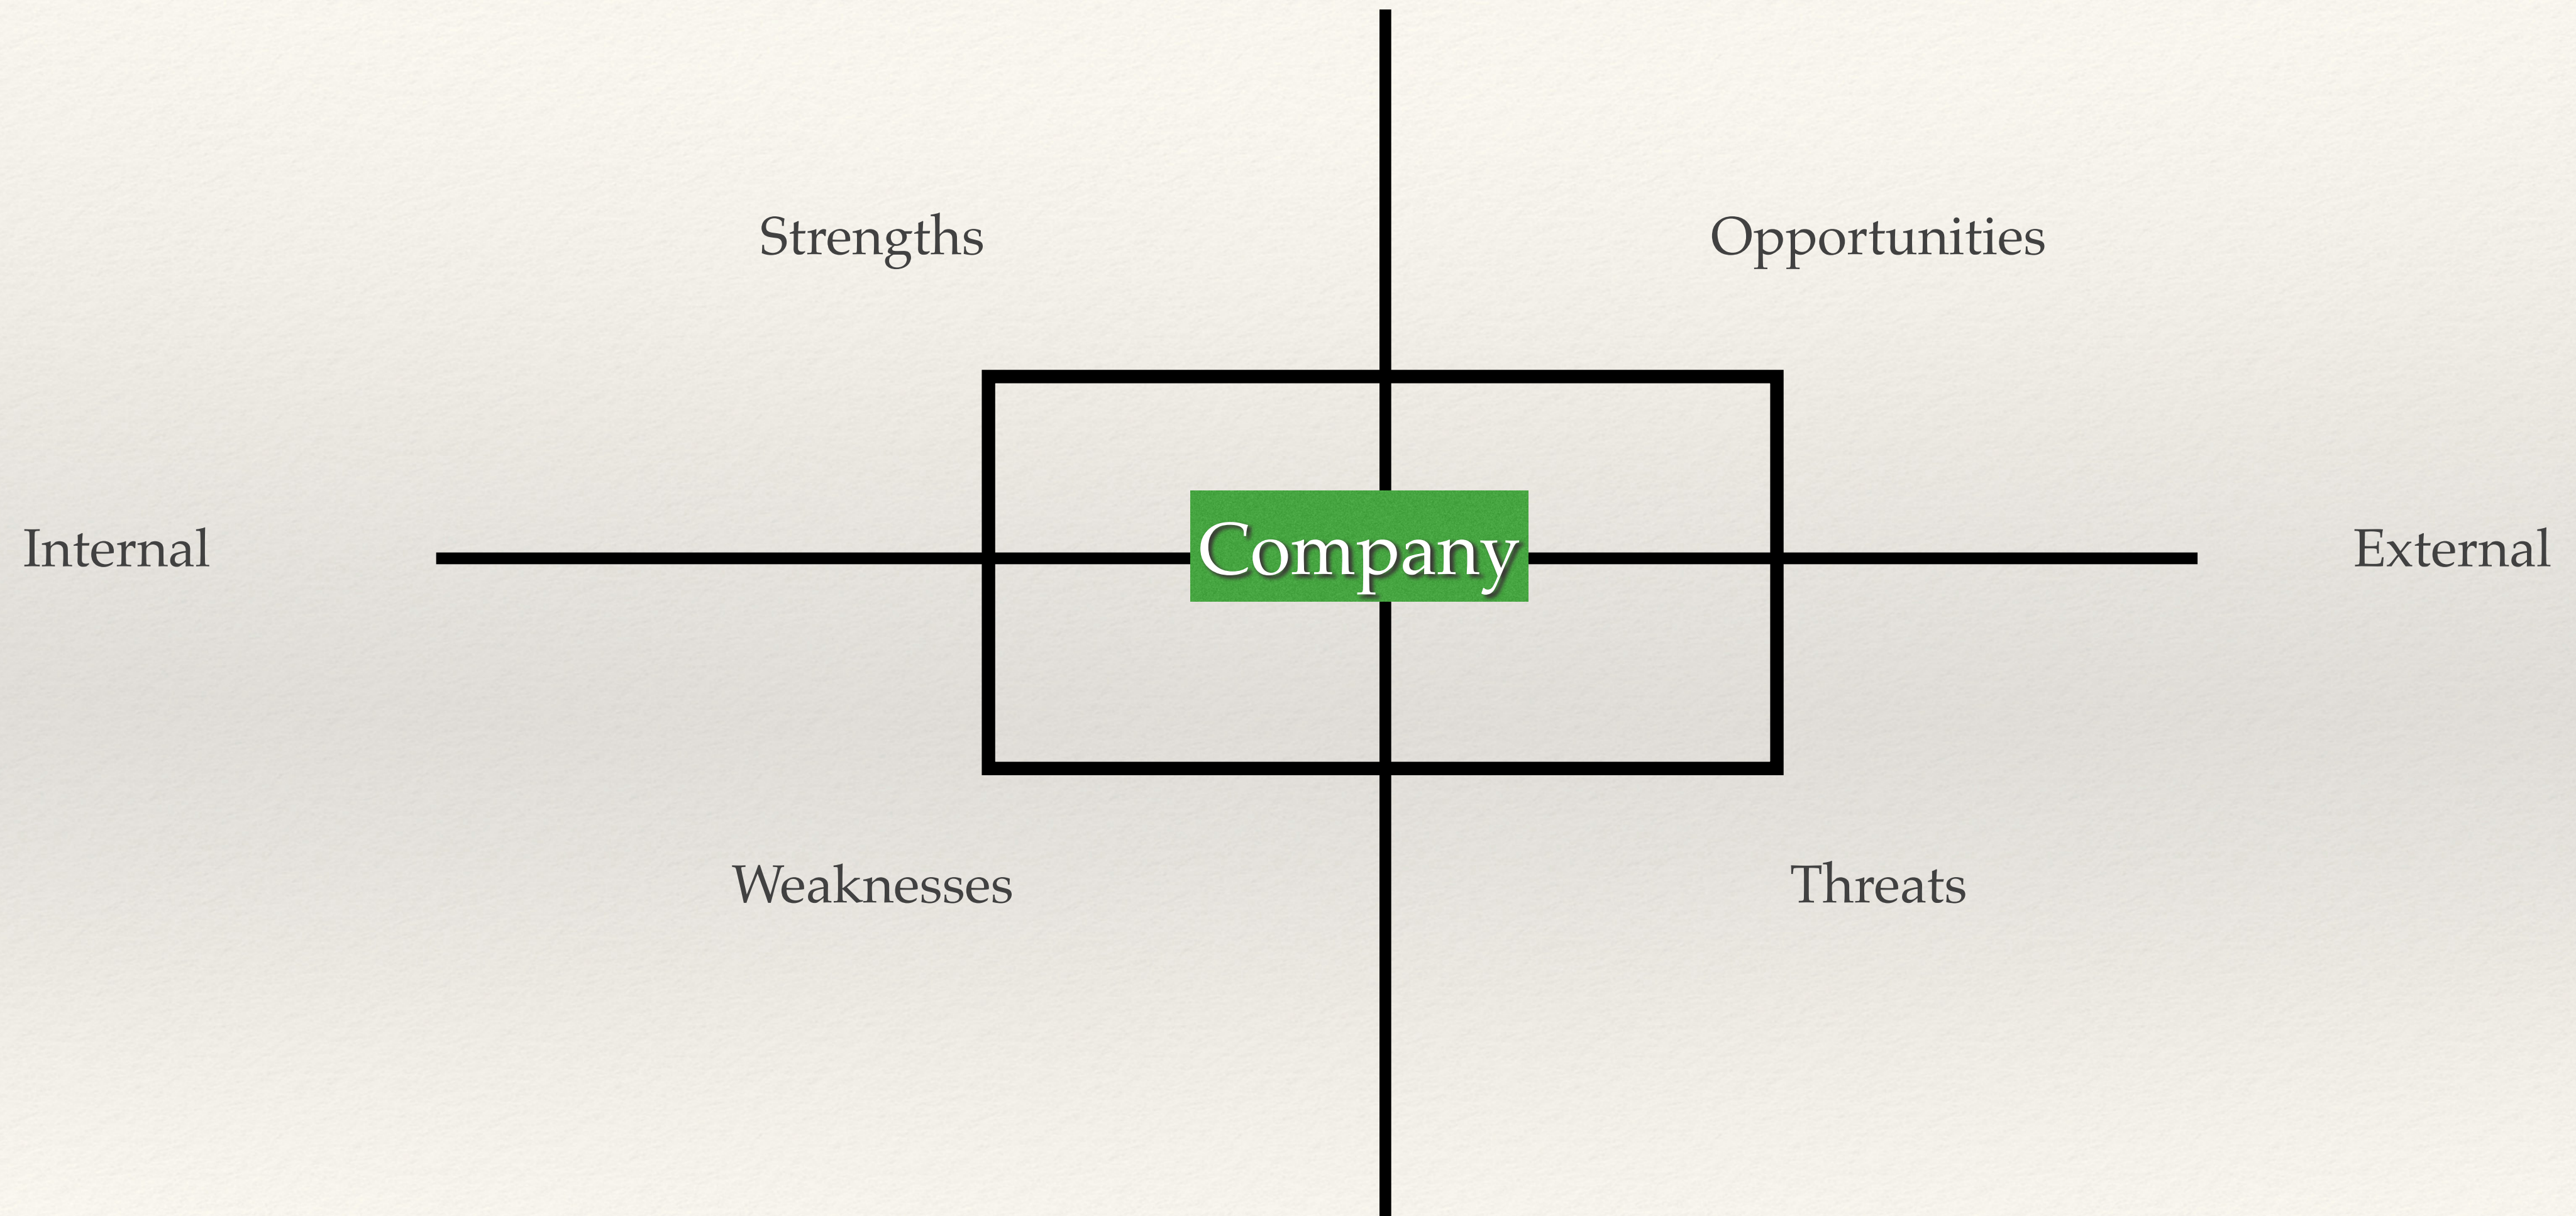 Strengths
Opportunities
Internal
Company
External
Weaknesses
Threats